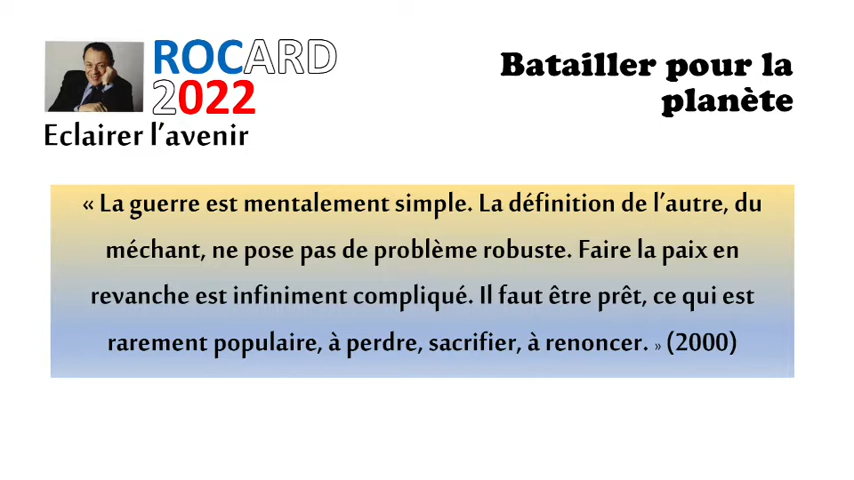 ROCARD
2022
Eclairer l’avenir
Batailler pour la
planète
« La guerre est mentalement simple. La définition de l’autre, du
méchant, ne pose pas de problème robuste. Faire la paix en
revanche est infiniment compliqué. Il faut être prêt, ce qui est
rarement populaire, à perdre, sacrifier, à renoncer. » (2000)